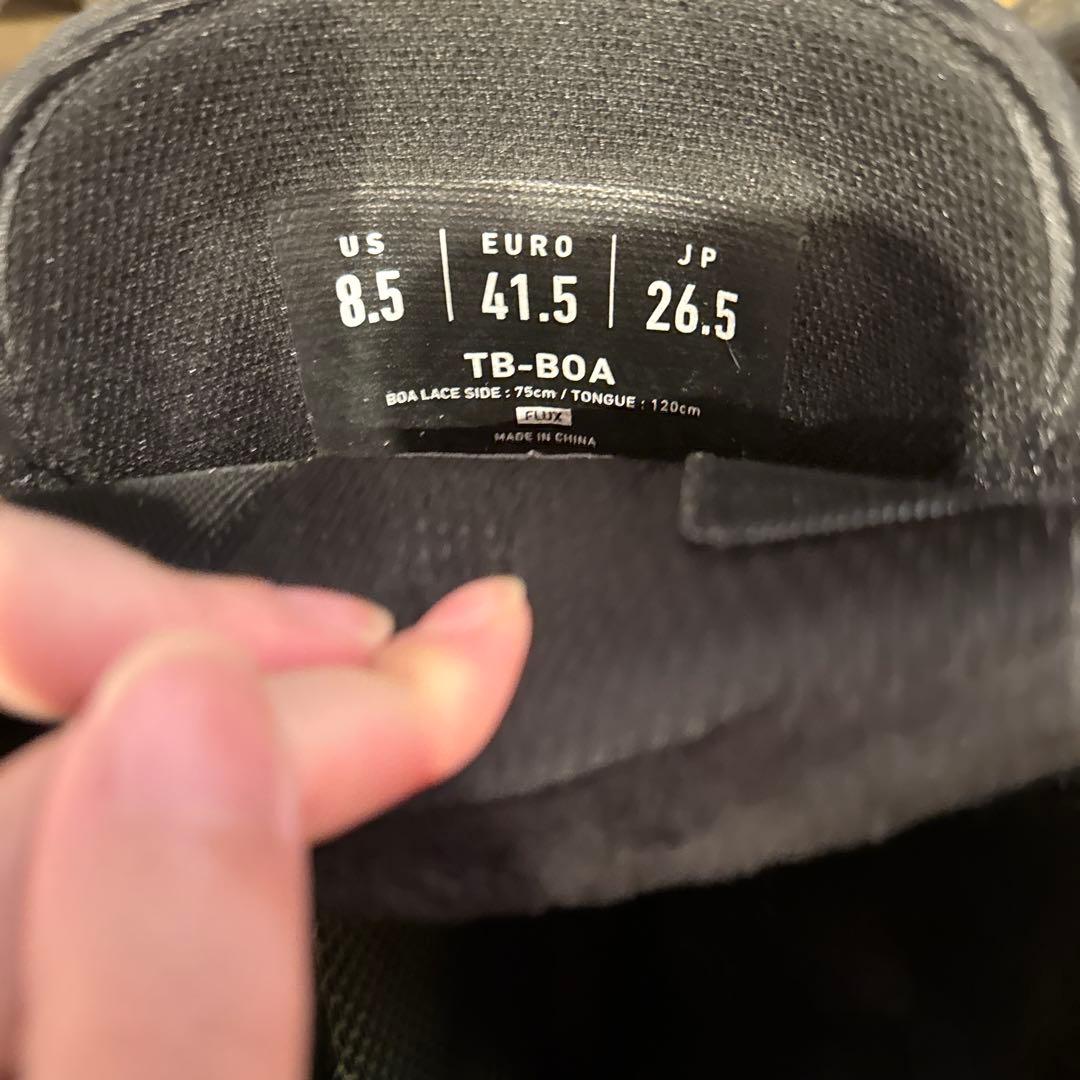 US | EURO | JP
8.5 | 41.5 | 26.5
TB-BOA
BOA LACE SIDE : 75cm / TONGUE : 120cm
FLUX
MADE IN CHINA